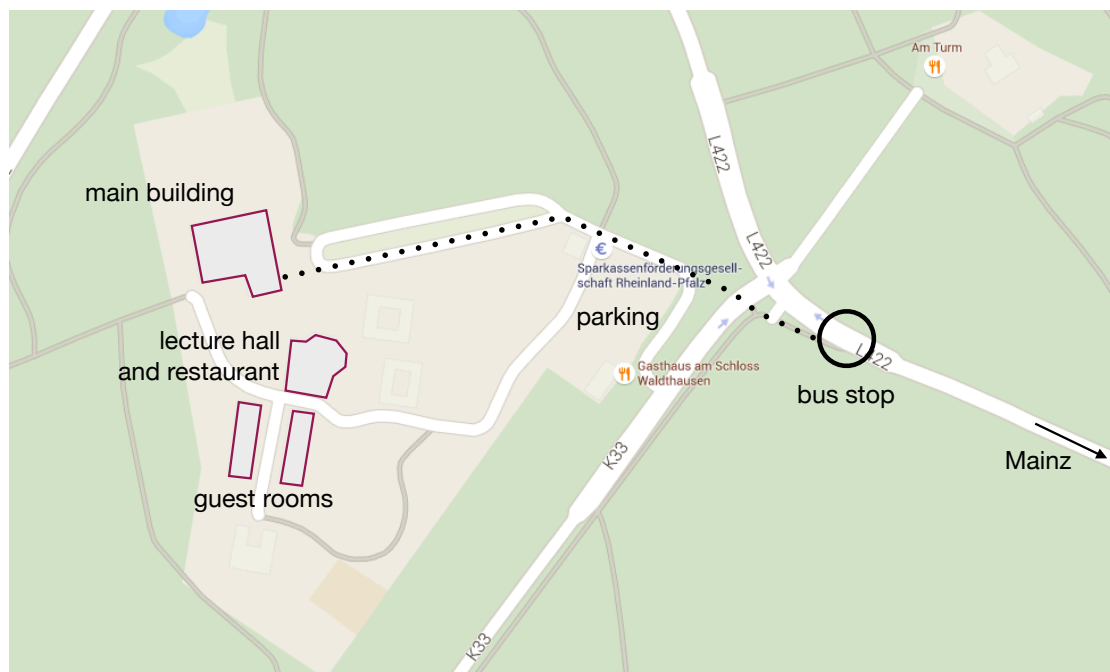 Am Turm
L422
main building
L422
€
Sparkassenförderungsgesell-
schaft Rheinland-Pfalz
parking
lecture hall
and restaurant
Gasthaus am Schloss
Waldthausen
L422
bus stop
K33
Mainz
guest rooms
K33